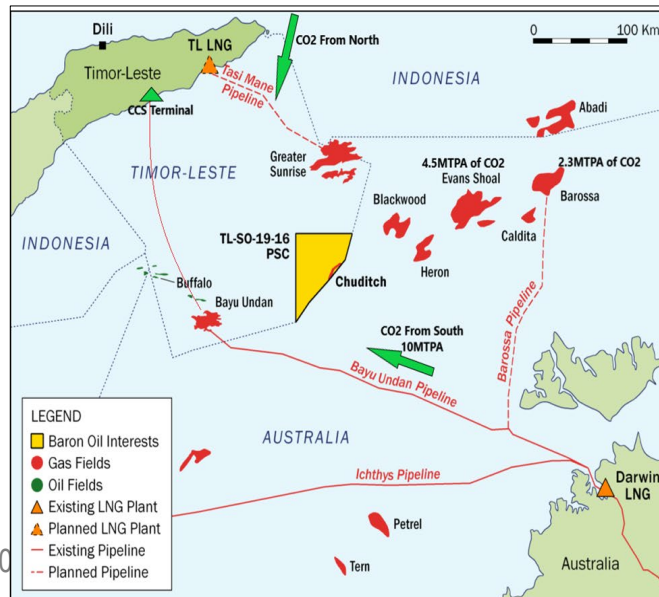 Dili
TL LNG
CO2 From North
0
100 Km
Timor-Leste
Tasi Mane
Pipeline
INDONESIA
CCS Terminal
Abadi
Greater
Sunrise
4.5MTPA of CO2
Evans Shoal
2.3MTPA of CO2
Barossa
TIMOR-LESTE
Blackwood
Caldita
TL-SO-19-16
PSC
Heron
INDONESIA
Chuditch
Buffalo
Bayu Undan
CO2 From South
10MTPA
Barossa Pipeline
Bayu Undan Pipeline
LEGEND
Baron Oil Interests
Gas Fields
Oil Fields
Existing LNG Plant
Planned LNG Plant
Existing Pipeline
Planned Pipeline
AUSTRALIA
Ichthys Pipeline
Darwin
LNG
Petrel
Tern
Australia